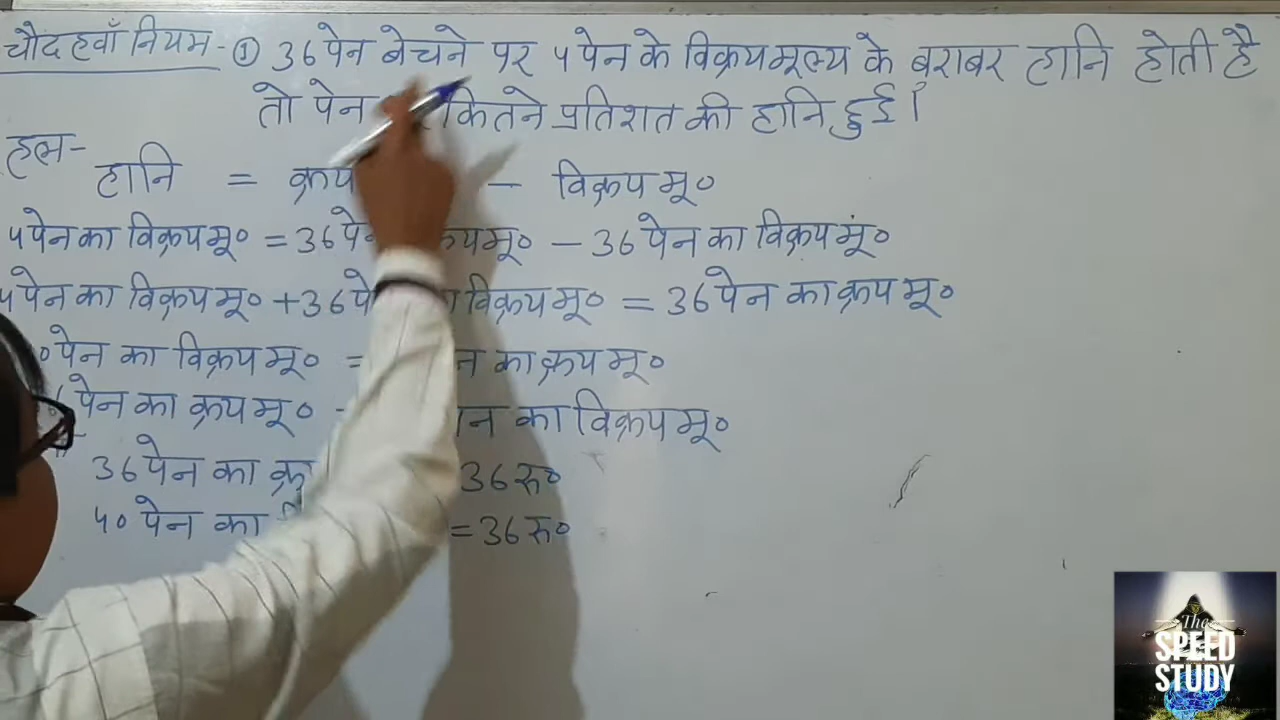 चौदहवाँ नियम - ① 36 पेन बेचने पर 4 पेन के विक्रयमूल्य के बराबर हानि होती है
तो पेन कितने प्रतिशत की हानि हुई।
हल-
हानि = क्रय - विक्रय मू०
4 पेन का विक्रय मू० = 36 पेन क्रय मू० - 36 पेन का विक्रय मू०
4 पेन का विक्रय मू० + 36 पेन का विक्रय मू० = 36 पेन का क्रय मू०
पेन का विक्रय मू० = का क्रय मू०
पेन का क्रय मू० का विक्रय मू०
36 पेन का 36 रु०
40 पेन का = 36 रु०
The
SPEED
STUDY